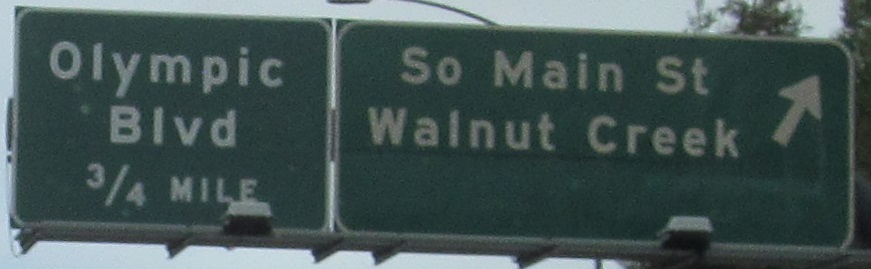 Olympic
Blvd
3/4 MILE
So Main St
Walnut Creek